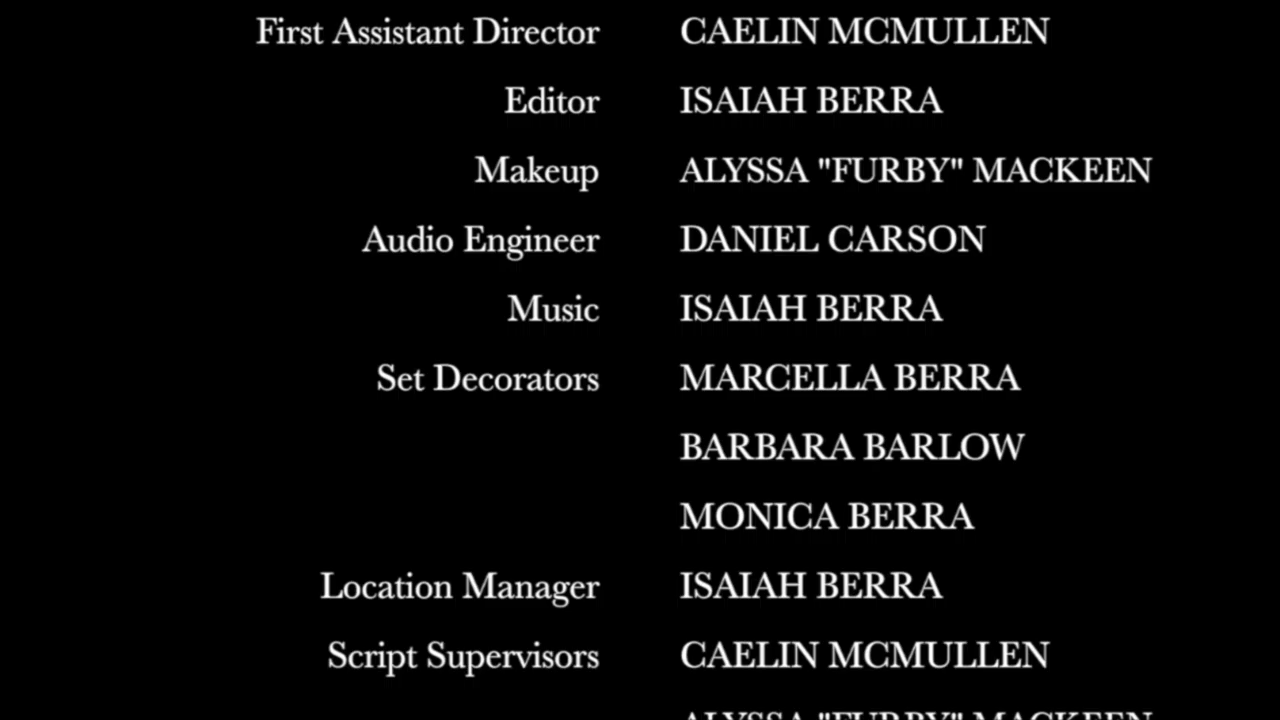 First Assistant Director CAELIN MCMULLEN
Editor ISAIAH BERRA
Makeup ALYSSA "FURBY" MACKEEN
Audio Engineer DANIEL CARSON
Music ISAIAH BERRA
Set Decorators MARCELLA BERRA
BARBARA BARLOW
MONICA BERRA
Location Manager ISAIAH BERRA
Script Supervisors CAELIN MCMULLEN
ALYSSA "FURBY" MACKEEN